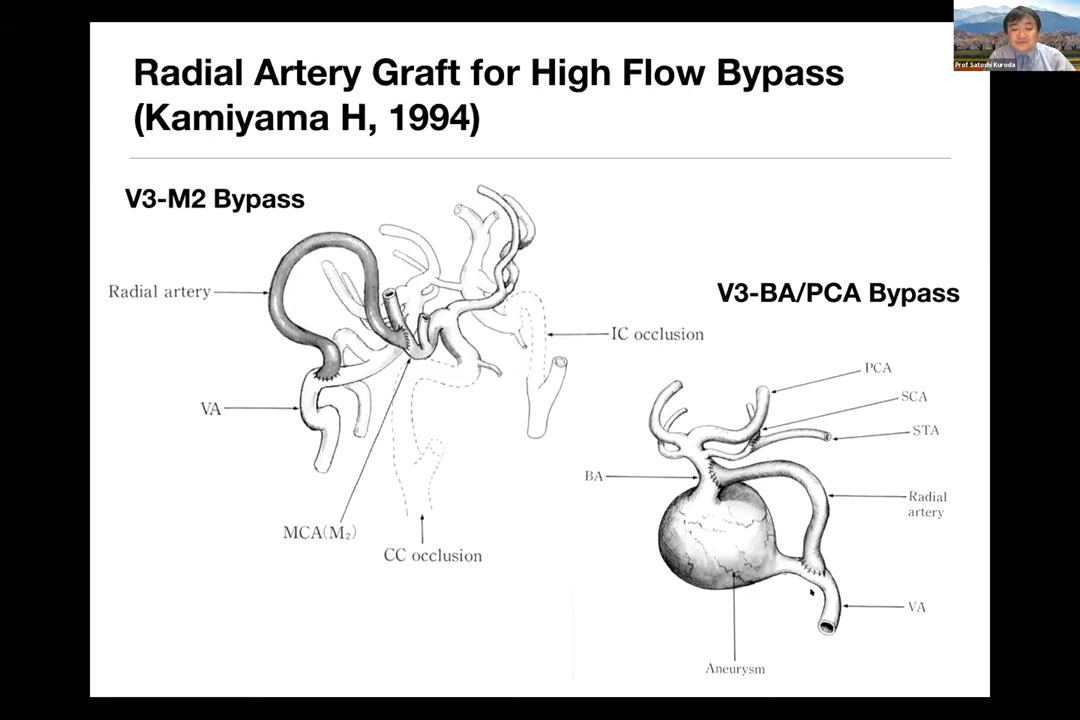 Radial Artery Graft for High Flow Bypass
(Kamiyama H, 1994)
Prof Satoshi Kuroda
V3-M2 Bypass
Radial artery
VA
MCA(M₂)
CC occlusion
IC occlusion
V3-BA/PCA Bypass
PCA
SCA
STA
BA
Radial
artery
VA
Aneurysm